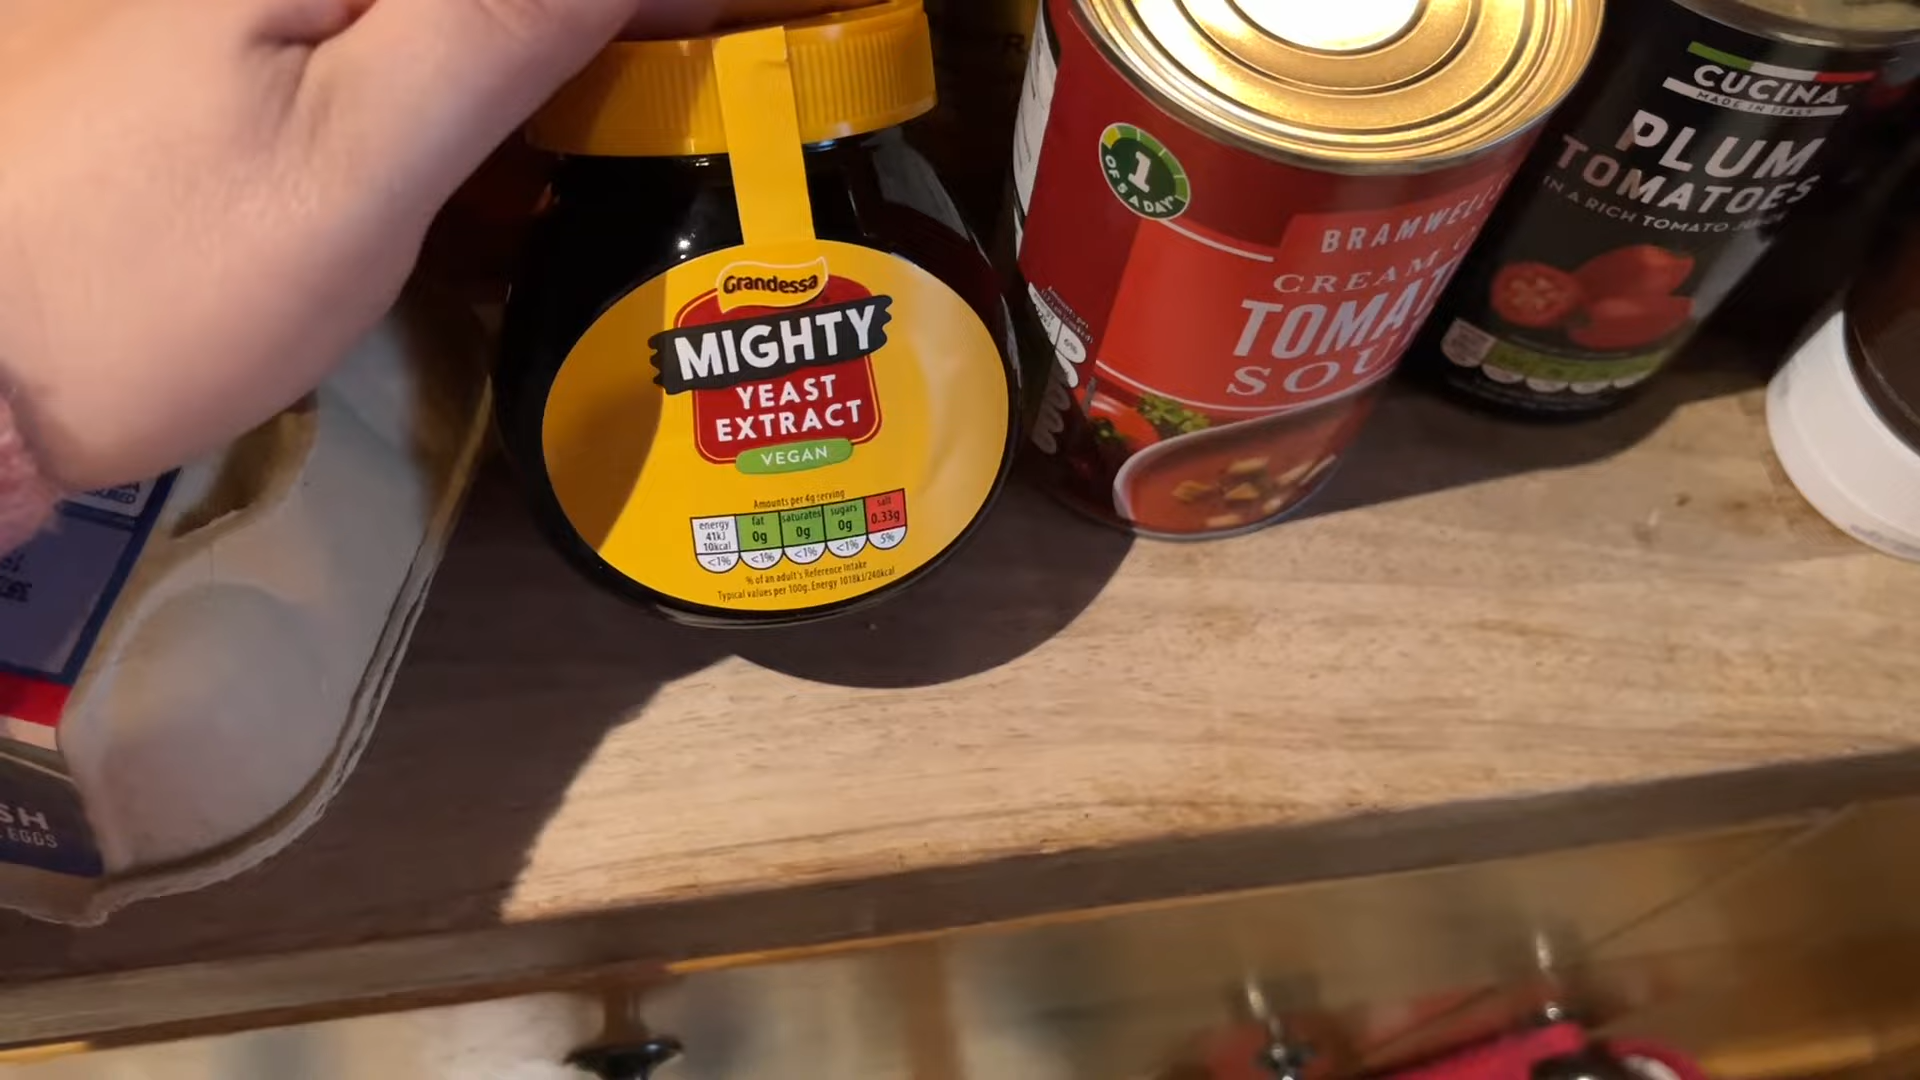 Grandessa
MIGHTY
YEAST
EXTRACT
VEGAN
Amounts per 4g serving
energy
41kJ
10kcal
<1%
fat
0g
<1%
saturates
0g
<1%
sugars
0g
<1%
salt
0.33g
5%
% of an adult's Reference Intake
Typical values per 100g: Energy 1018kJ/240kcal
1
OF 5 A DAY
BRAMWELL
CREAM O
TOMAT
SOU
CUCINA
MADE IN ITALY
PLUM
TOMATOES
IN A RICH TOMATO JUICE
SH
EGGS